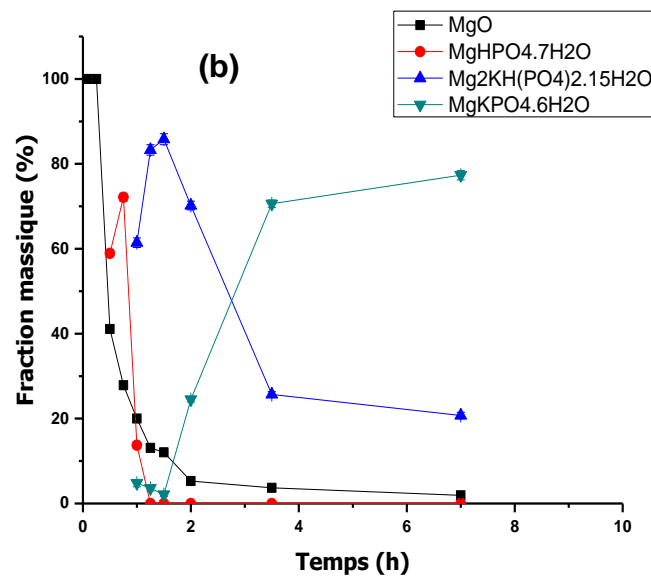 MgO
MgHPO4.7H2O
Mg2KH(PO4)2.15H2O
MgKPO4.6H2O
(b)
100
80
60
40
20
0
Fraction massique (%)
0 2 4 6 8 10
Temps (h)